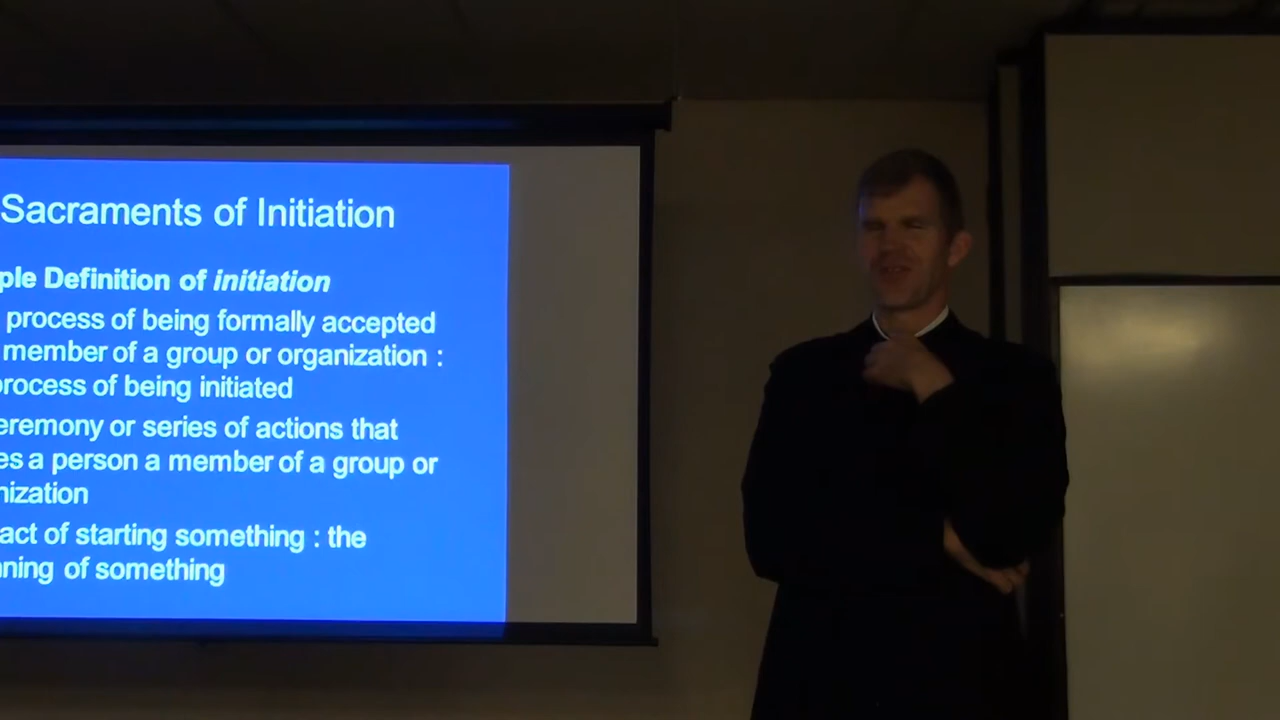 Sacraments of Initiation
ple Definition of initiation
process of being formally accepted
member of a group or organization :
process of being initiated
eremony or series of actions that
es a person a member of a group or
nization
act of starting something : the
nning of something